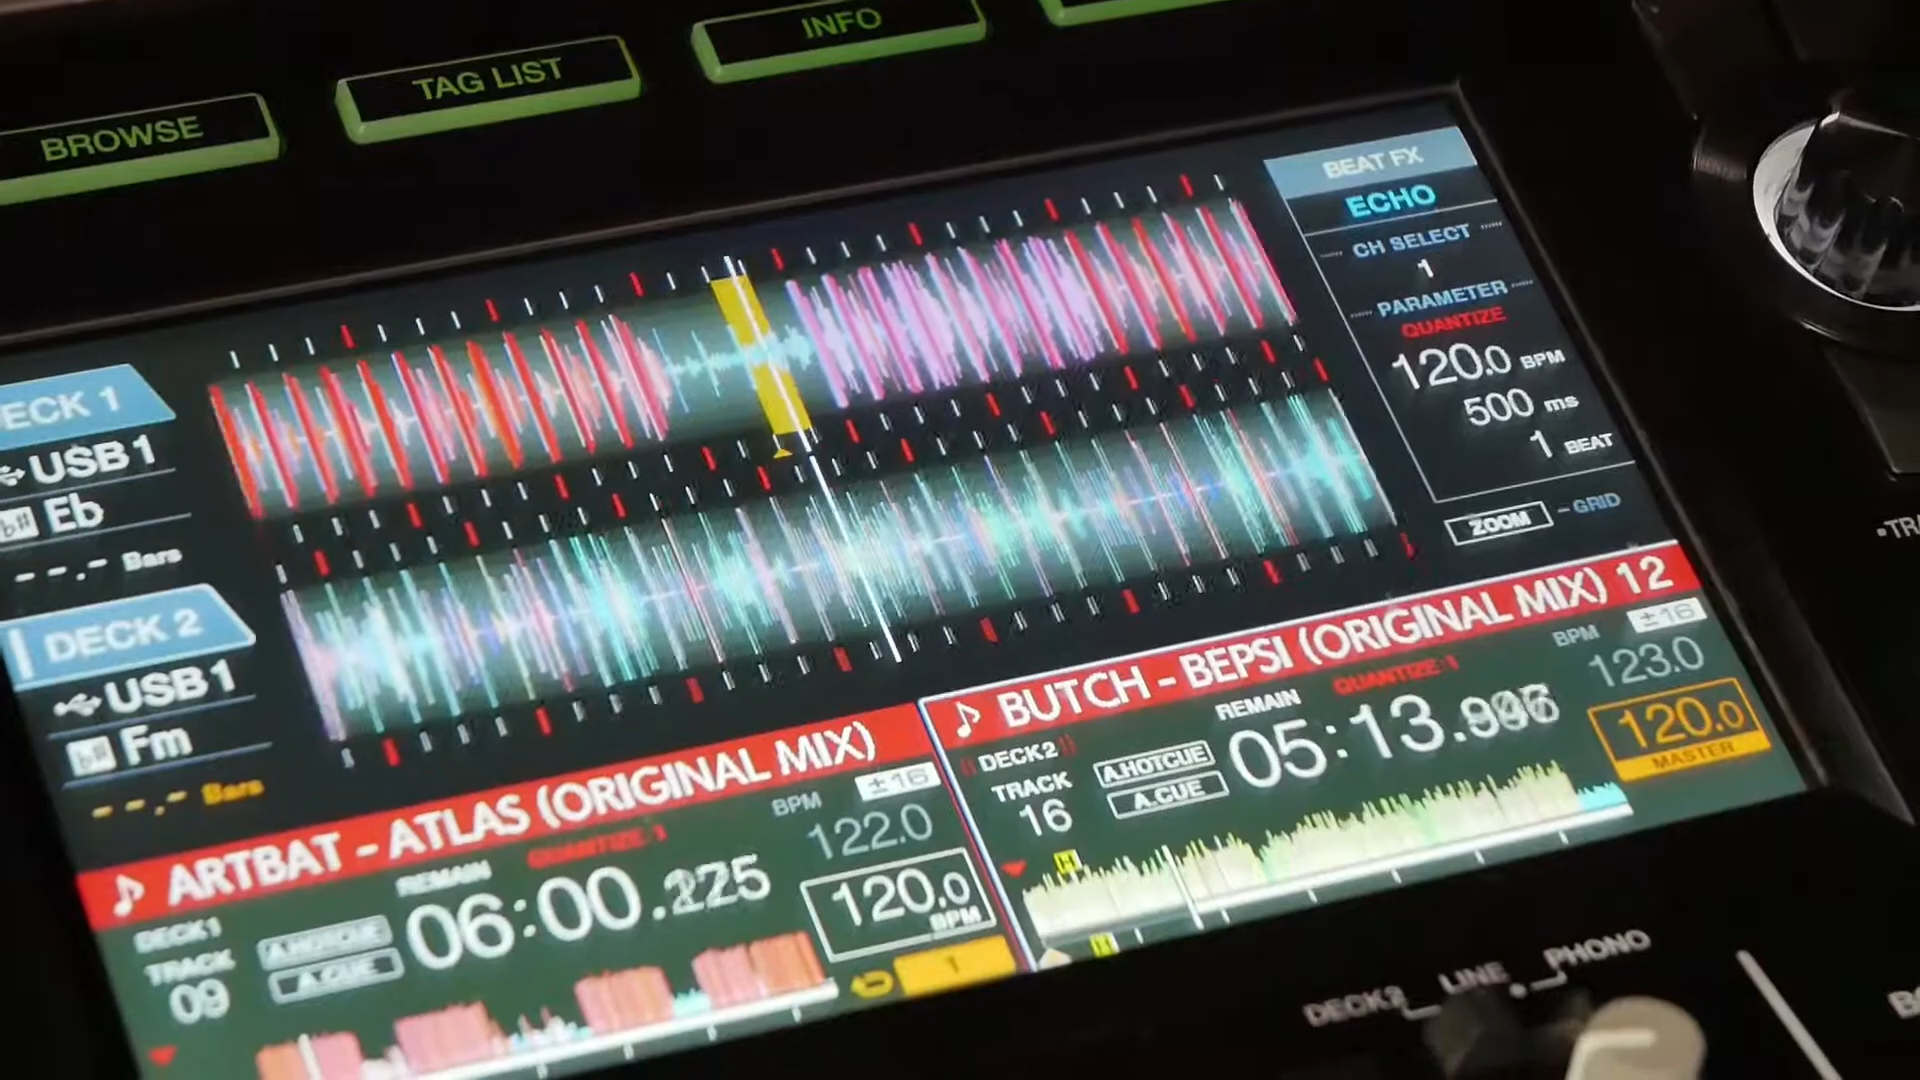 BROWSE
TAG LIST
INFO
BEAT FX
ECHO
CH SELECT
1
PARAMETER
QUANTIZE
120.0 BPM
500 ms
1 BEAT
ZOOM - GRID
DECK 1
USB1
b# Eb
--.- Bars
DECK 2
USB1
b# Fm
--.- Bars
ARTBAT - ATLAS (ORIGINAL MIX)
DECK1
TRACK
09
A.HOTCUE
A.CUE
REMAIN
QUANTIZE: 1
06:00
BPM
±16
122.0
120.0
BPM
1
BUTCH - BEPSI (ORIGINAL MIX) 12
DECK2
TRACK
16
A.HOTCUE
A.CUE
REMAIN
QUANTIZE: 1
05:13
BPM
±16
123.0
120.0
MASTER
H
DECK2
LINE
PHONO